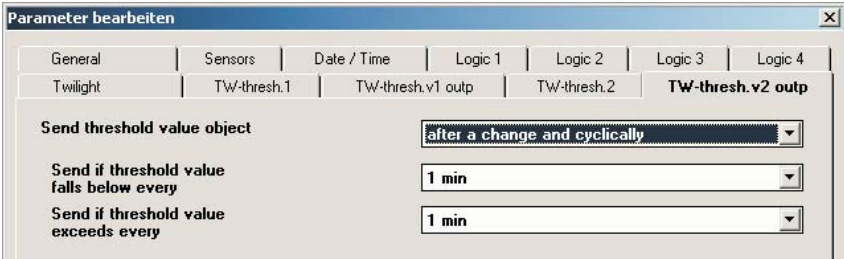 Parameter bearbeiten
General Sensors Date / Time Logic 1 Logic 2 Logic 3 Logic 4
Twilight TW-thresh.1 TW-thresh.v1 outp TW-thresh.2 TW-thresh.v2 outp
Send threshold value object after a change and cyclically
Send if threshold value
falls below every 1 min
Send if threshold value
exceeds every 1 min